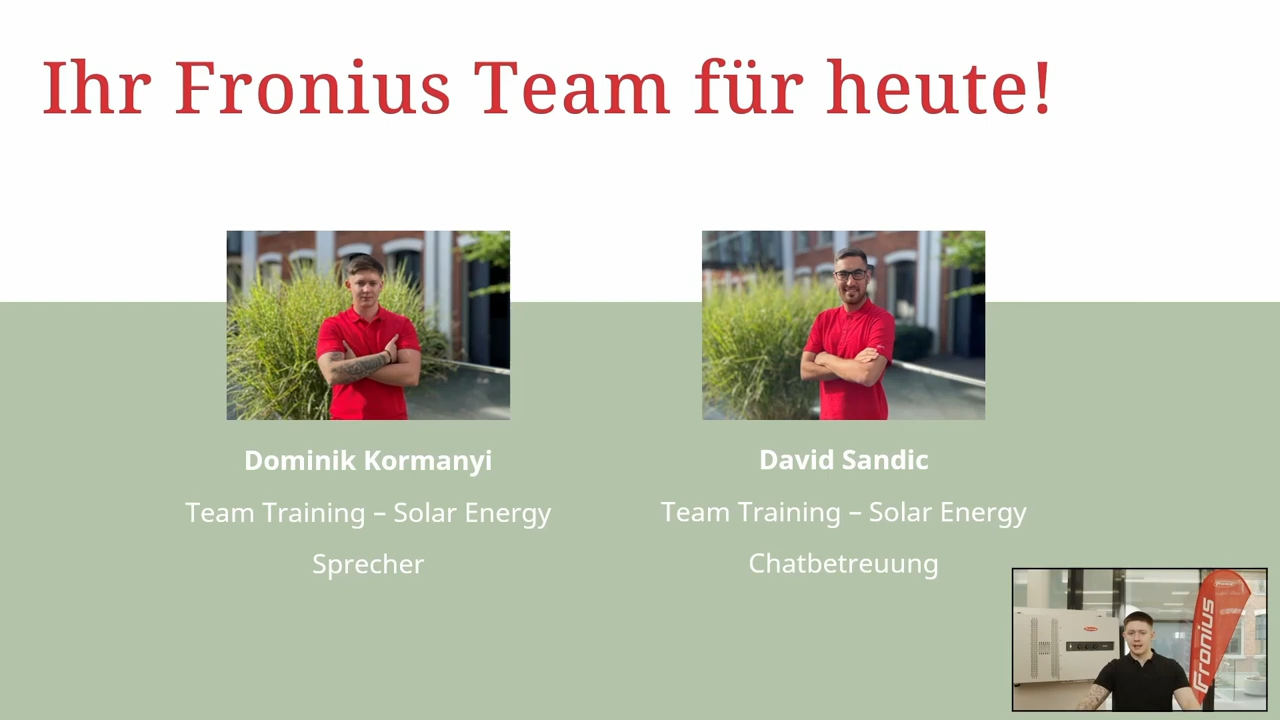 Ihr Fronius Team für heute!
Dominik Kormanyi
Team Training – Solar Energy
Sprecher
David Sandic
Team Training – Solar Energy
Chatbetreuung
Fronius